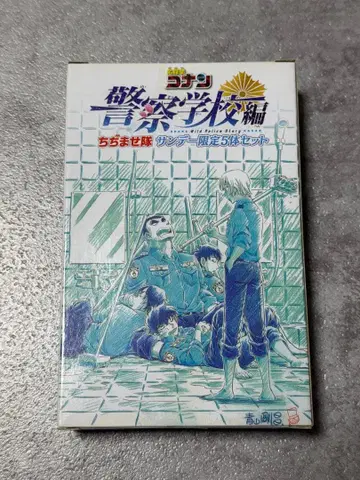 名探偵
コナン
警察学校編
Wild Police Story
ちぢませ隊 サンデー限定5体セット
青山剛昌